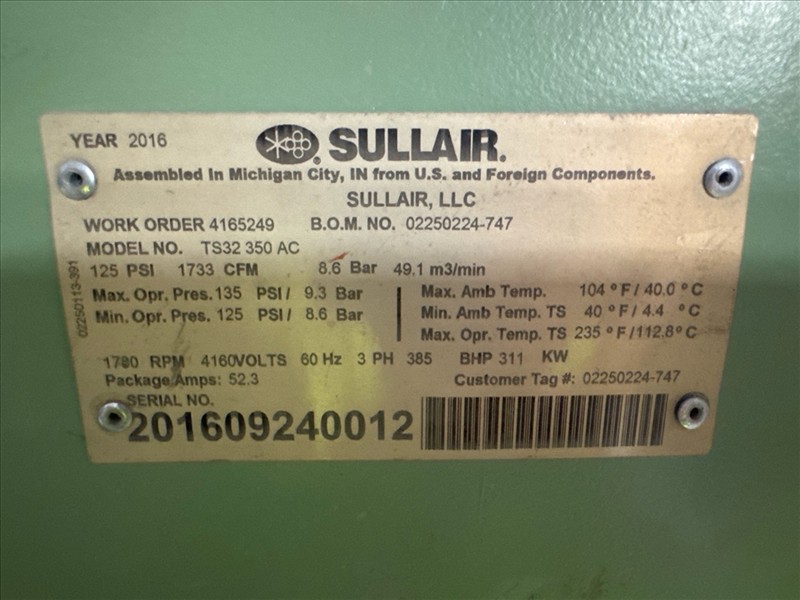 YEAR 2016
SULLAIR.
Assembled In Michigan City, IN from U.S. and Foreign Components.
SULLAIR, LLC
WORK ORDER 4165249 B.O.M. NO. 02250224-747
MODEL NO. TS32 350 AC
125 PSI 1733 CFM 8.6 Bar 49.1 m3/min
Max. Opr. Pres. 135 PSI/ 9.3 Bar
Min. Opr. Pres. 125 PSI/ 8.6 Bar
Max. Amb Temp. 104 °F/ 40.0 °C
Min. Amb Temp. TS 40 °F/ 4.4 °C
Max. Opr. Temp. TS 235 °F/112.8°C
02250113-391
RPM 4160VOLTS 60 Hz 3 PH 385 BHP 311 KW
Package Amps: 52.3 Customer Tag #: 02250224-747
SERIAL NO.
201609240012